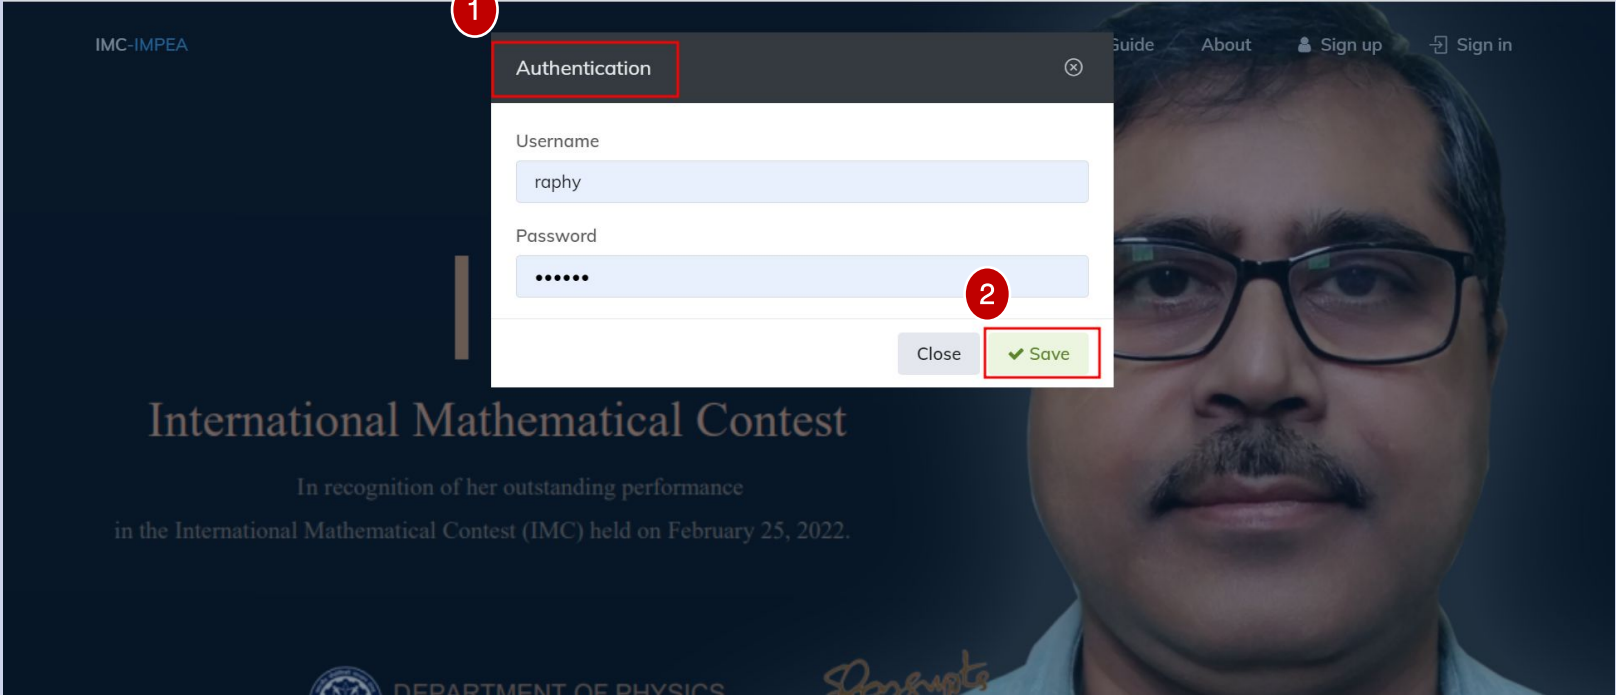 1
IMC-IMPEA
Guide About Sign up Sign in
Authentication
Username
raphy
Password
••••••
2
Close Save
I
International Mathematical Contest
In recognition of her outstanding performance
in the International Mathematical Contest (IMC) held on February 25, 2022.
DEPARTMENT OF PHYSICS